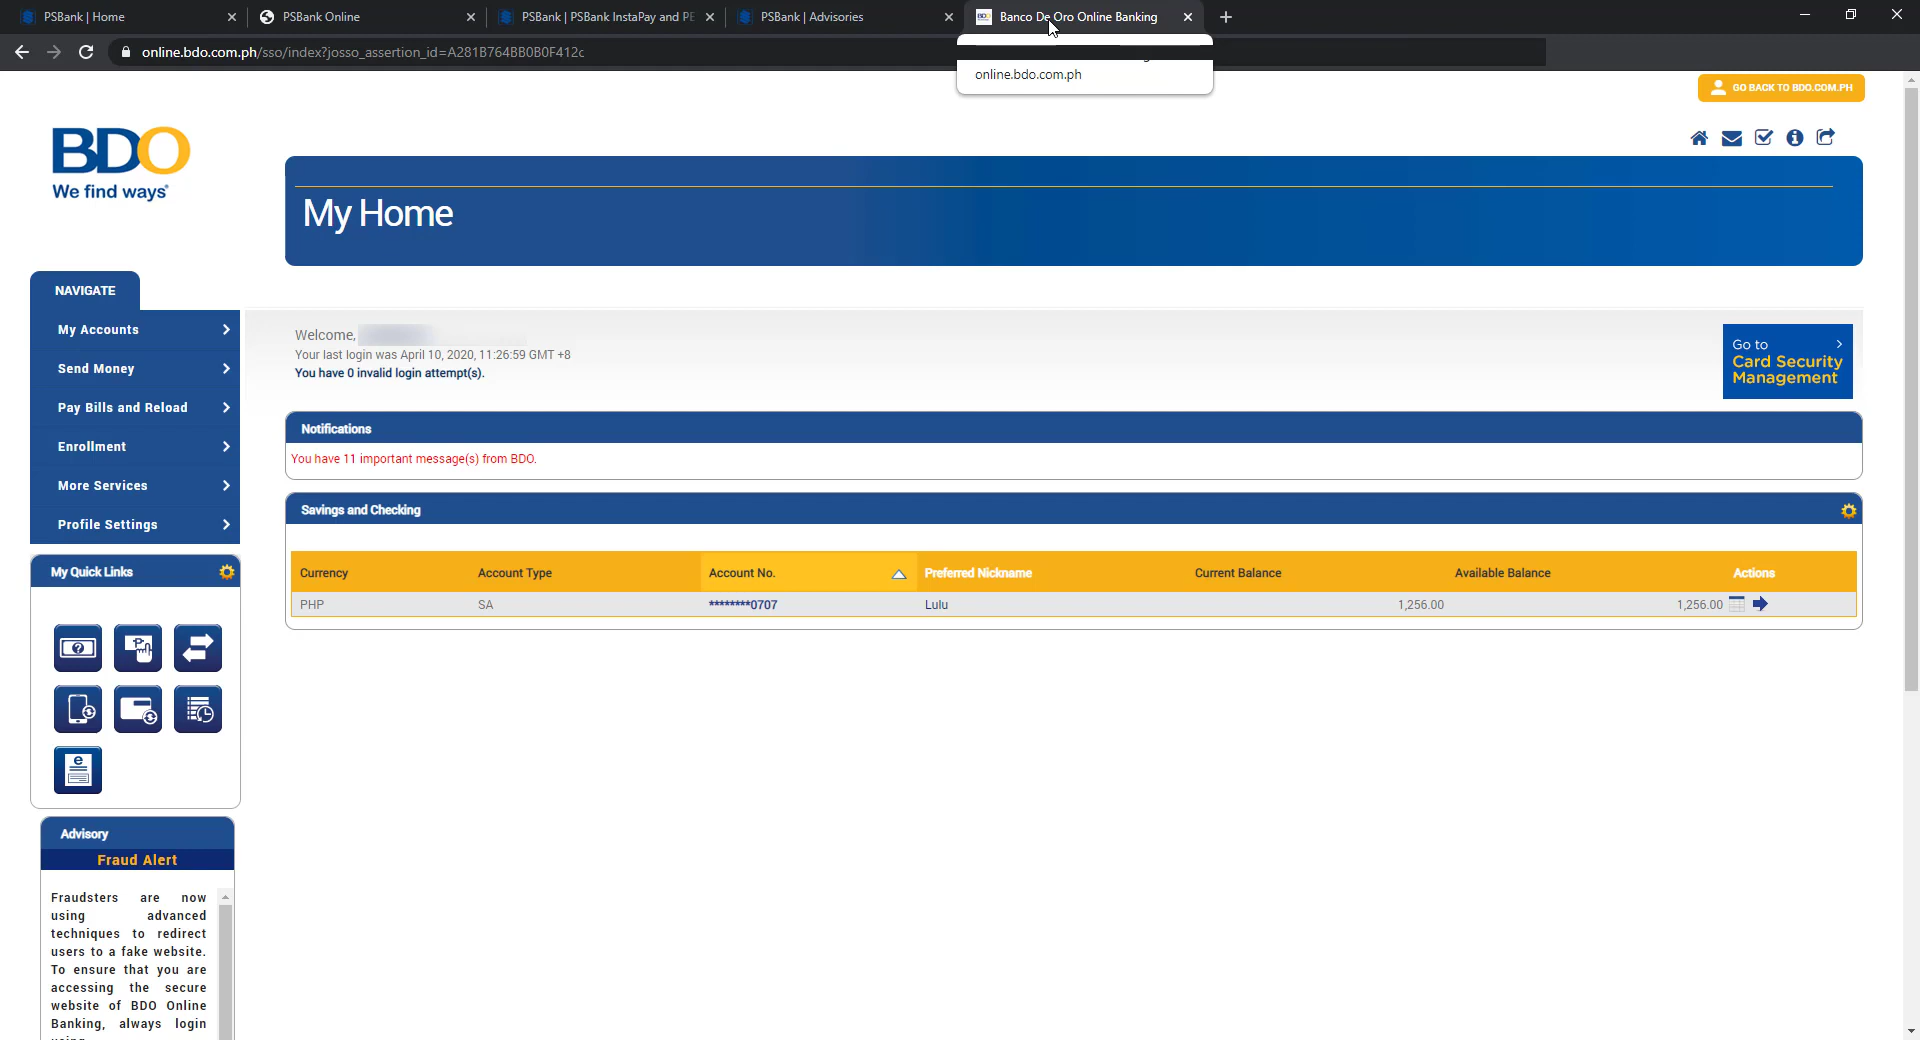 PSBank | Home
PSBank Online
PSBank | PSBank InstaPay and PE
PSBank | Advisories
Banco De Oro Online Banking
online.bdo.com.ph/sso/index?josso_assertion_id=A281B764BB0B0F412c
online.bdo.com.ph
GO BACK TO BDO.COM.PH
BDO
We find ways
My Home
NAVIGATE
My Accounts
Send Money
Pay Bills and Reload
Enrollment
More Services
Profile Settings
Welcome,
Your last login was April 10, 2020, 11:26:59 GMT +8
You have 0 invalid login attempt(s).
Go to
Card Security
Management
Notifications
You have 11 important message(s) from BDO.
Savings and Checking
Currency Account Type Account No. Preferred Nickname Current Balance Available Balance Actions
PHP SA ********0707 Lulu 1,256.00 1,256.00
My Quick Links
Advisory
Fraud Alert
Fraudsters are now
using advanced
techniques to redirect
users to a fake website.
To ensure that you are
accessing the secure
website of BDO Online
Banking, always login